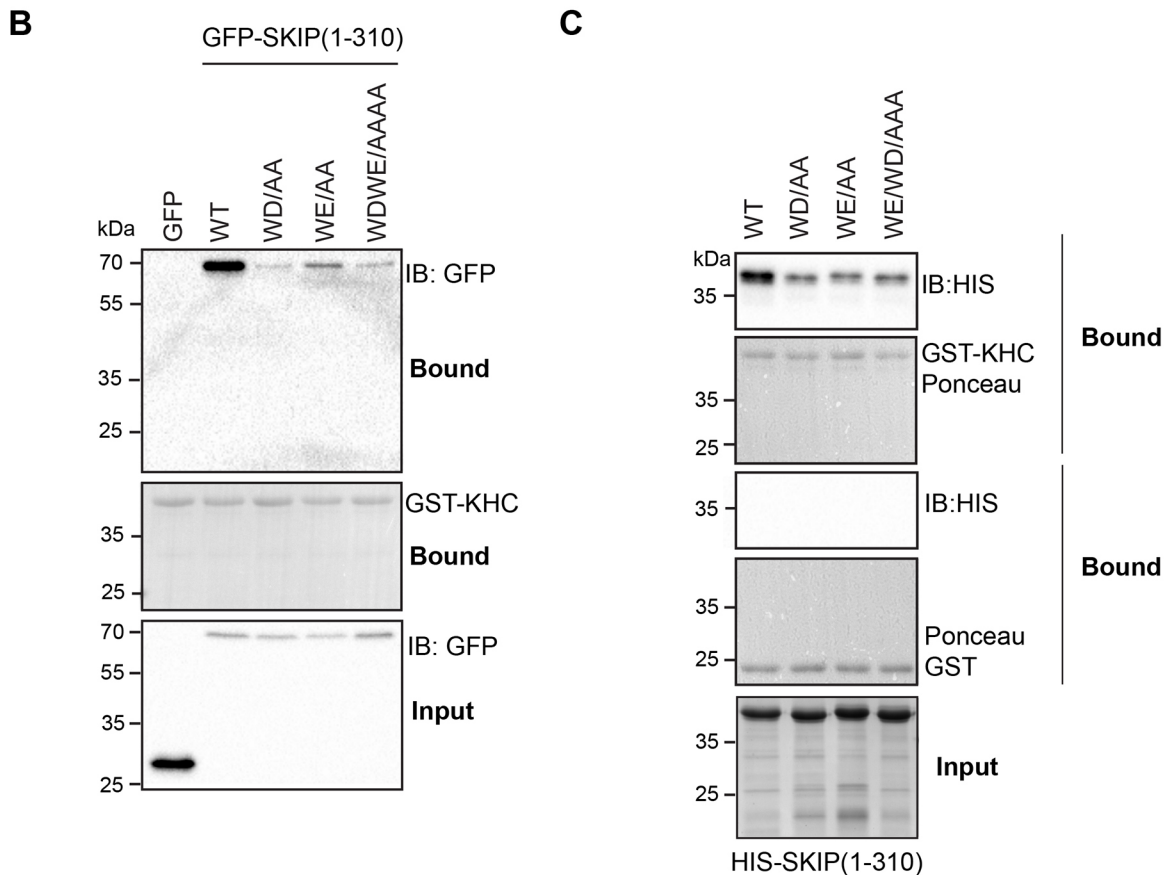 B
GFP-SKIP(1-310)
GFP
WT
WD/AA
WE/AA
WDWE/AAAA
kDa
70
55
35
25
IB: GFP
Bound
35
25
GST-KHC
Bound
70
55
35
25
IB: GFP
Input
C
WT
WD/AA
WE/AA
WE/WD/AAA
kDa
35
IB:HIS
35
25
GST-KHC
Ponceau
Bound
35
IB:HIS
35
25
Ponceau
GST
Bound
35
25
Input
HIS-SKIP(1-310)